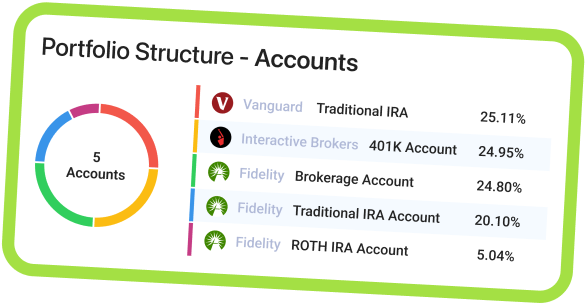 Portfolio Structure - Accounts
5
Accounts
V Vanguard Traditional IRA 25.11%
Interactive Brokers 401K Account 24.95%
Fidelity Brokerage Account 24.80%
Fidelity Traditional IRA Account 20.10%
Fidelity ROTH IRA Account 5.04%